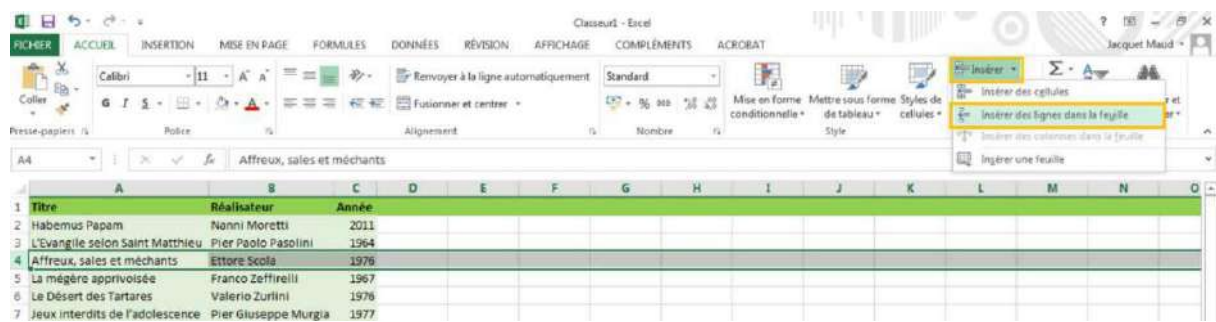 Classeur1 - Excel
FICHIER ACCUEIL INSERTION MISE EN PAGE FORMULES DONNÉES RÉVISION AFFICHAGE COMPLÉMENTS ACROBAT Jacquet Maud
Coller
Calibri 11
G I S
Renvoyer à la ligne automatiquement
Fusionner et centrer
Standard
% 000
Mise en forme conditionnelle
Mettre sous forme de tableau
Styles de cellules
Insérer
Insérer des cellules
Insérer des lignes dans la feuille
Insérer des colonnes dans la feuille
Insérer une feuille
Presse-papiers Police Alignement Nombre Style
A4 fx Affreux, sales et méchants
A B C D E F G H I J K L M N O
1 Titre Réalisateur Année
2 Habemus Papam Nanni Moretti 2011
3 L'Evangile selon Saint Matthieu Pier Paolo Pasolini 1964
4 Affreux, sales et méchants Ettore Scola 1976
5 La mégère apprivoisée Franco Zeffirelli 1967
6 Le Désert des Tartares Valerio Zurlini 1976
7 Jeux interdits de l'adolescence Pier Giuseppe Murgia 1977